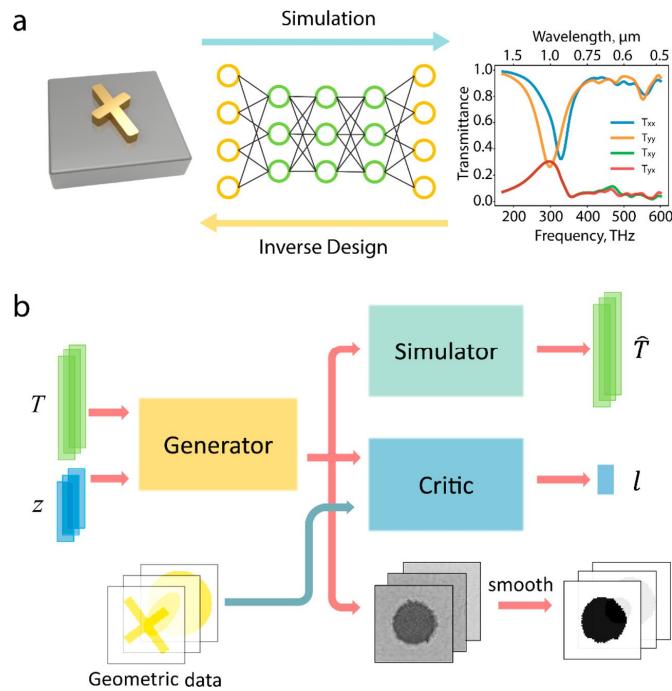 a
Simulation
Inverse Design
Wavelength, μm
1.5 1.0 0.75 0.6 0.5
Transmittance
1.0
0.8
0.6
0.4
0.2
0.0
Txx
Tyy
Txy
Tyx
200 300 400 500 600
Frequency, THz
b
T
z
Generator
Simulator
T̂
Critic
l
Geometric data
smooth